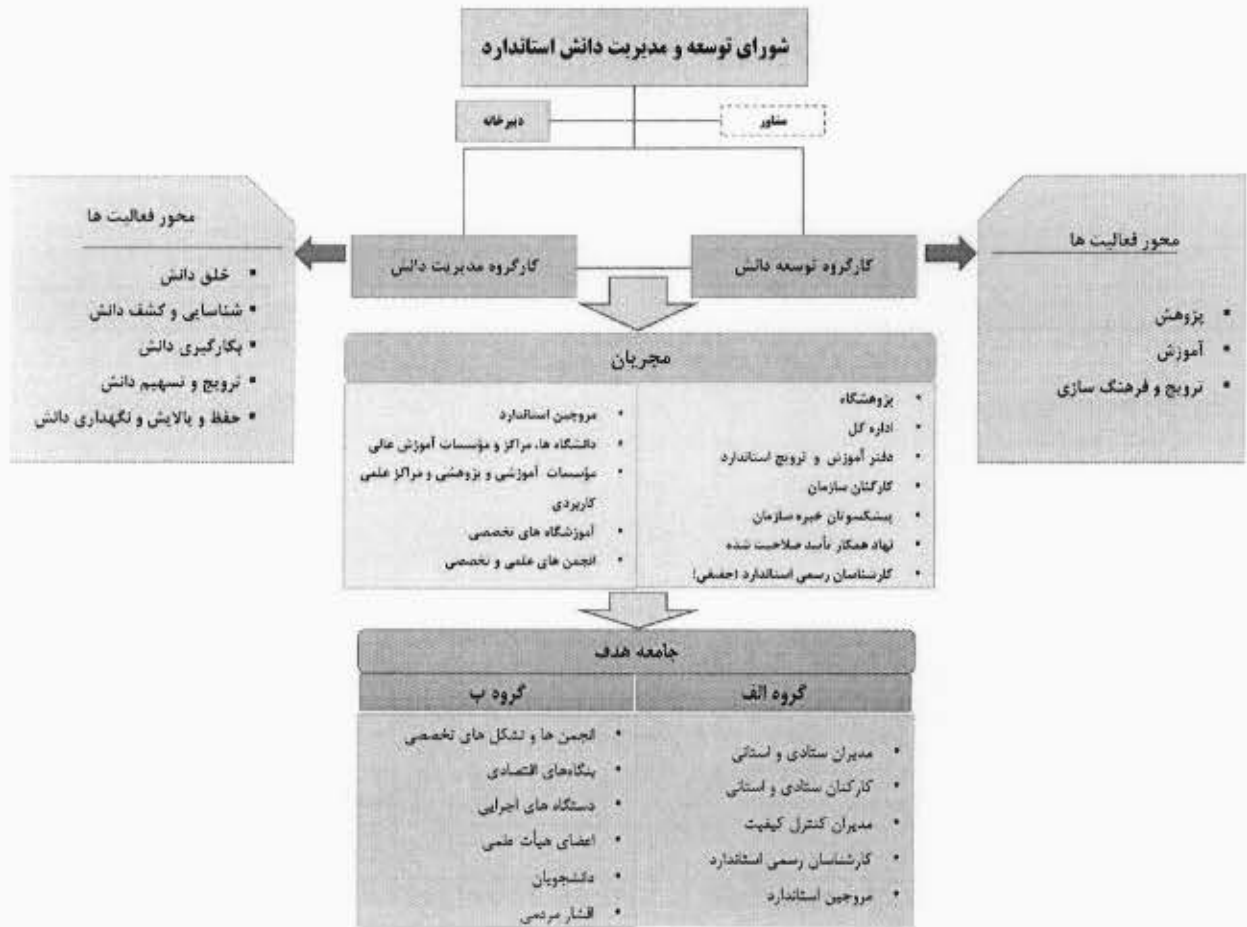 شورای توسعه و مدیریت دانش استاندارد
مشاور
دبیرخانه
کارگروه توسعه دانش
کارگروه مدیریت دانش
محور فعالیت ها
▪ پژوهش
▪ آموزش
▪ ترویج و فرهنگ سازی
محور فعالیت ها
▪ خلق دانش
▪ شناسایی و کشف دانش
▪ بکارگیری دانش
▪ ترویج و تسهیم دانش
▪ حفظ و پالایش و نگهداری دانش
مجریان
• پژوهشگاه
• اداره کل
• دفتر آموزش و ترویج استاندارد
• کارکنان سازمان
• پیشکسوتان خبره سازمان
• نهاد همکار تأیید صلاحیت شده
• کارشناسان رسمی استاندارد (حقیقی)
• مروجین استاندارد
• دانشگاه ها، مراکز و مؤسسات آموزش عالی
• مؤسسات آموزشی و پژوهشی و مراکز علمی
کاربردی
• آموزشگاه های تخصصی
• انجمن های علمی و تخصصی
جامعه هدف
گروه الف
• مدیران ستادی و استانی
• کارکنان ستادی و استانی
• مدیران کنترل کیفیت
• کارشناسان رسمی استاندارد
• مروجین استاندارد
گروه ب
• انجمن ها و تشکل های تخصصی
• بنگاه‌های اقتصادی
• دستگاه های اجرایی
• اعضای هیأت علمی
• دانشجویان
• اقشار مردمی